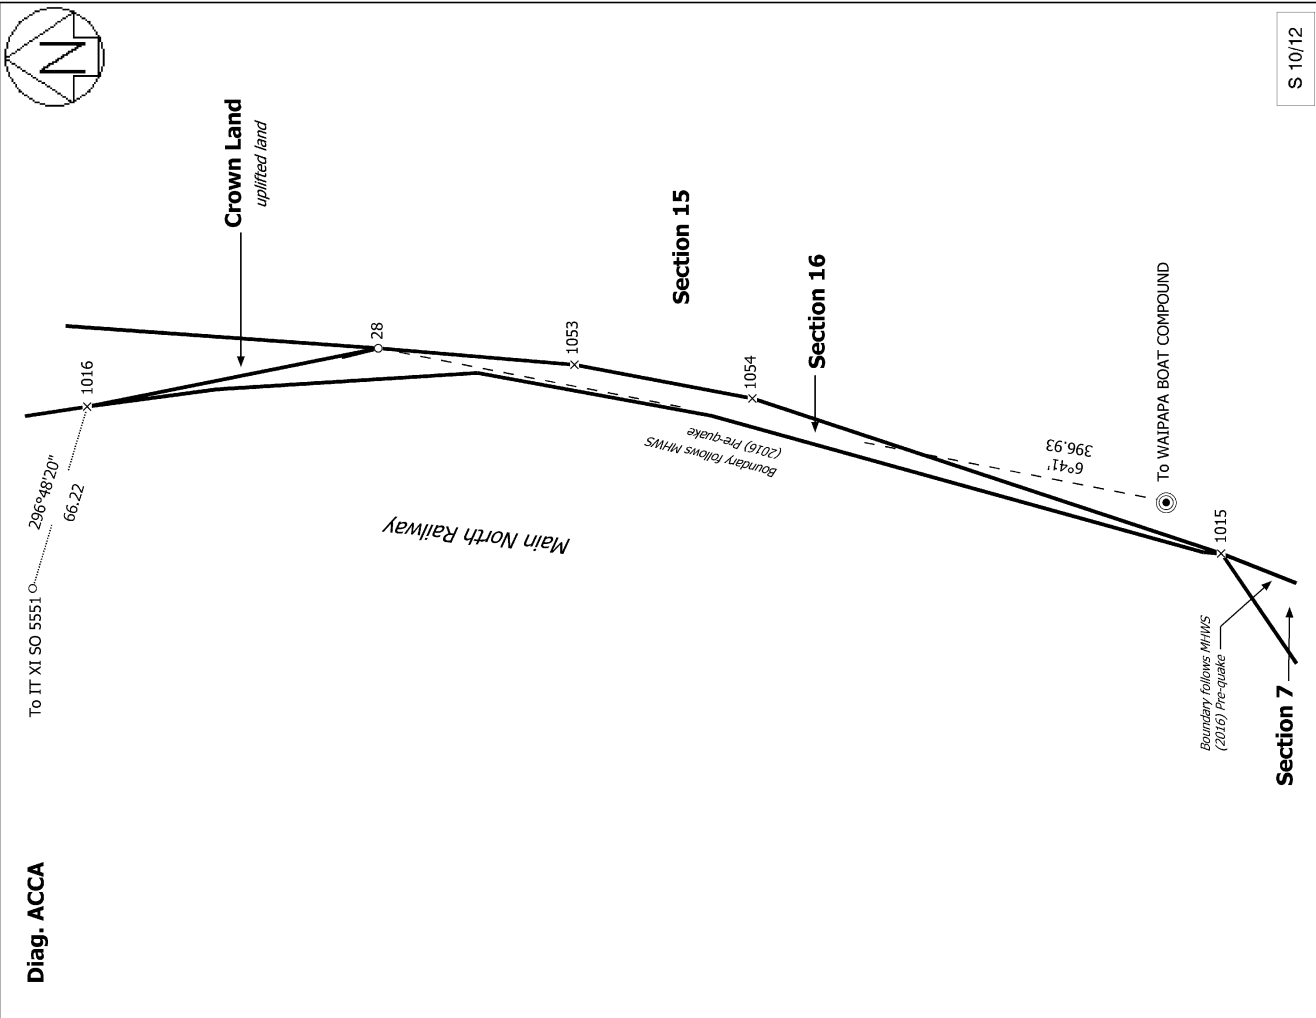 Diag. ACCA
To IT XI SO 5551
296°48'20"
66.22
1016
N
Crown Land
uplifted land
28
Main North Railway
1053
Section 15
Boundary follows MHWS
(2016) Pre-quake
1054
Section 16
6°41'
396.93
To WAIPAPA BOAT COMPOUND
1015
Boundary follows MHWS
(2016) Pre-quake
Section 7
S 10/12